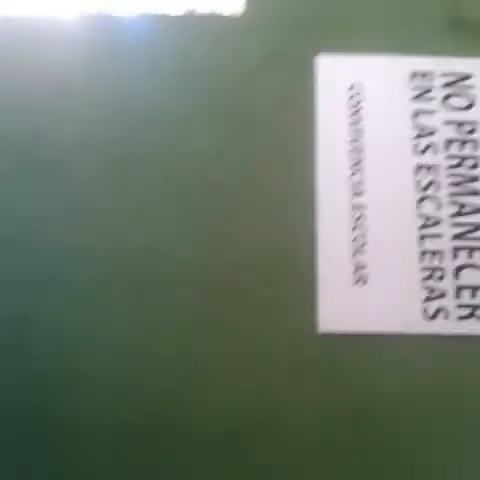 NO PERMANECER
EN LAS ESCALERAS
CONVIVENCIA ESCOLAR